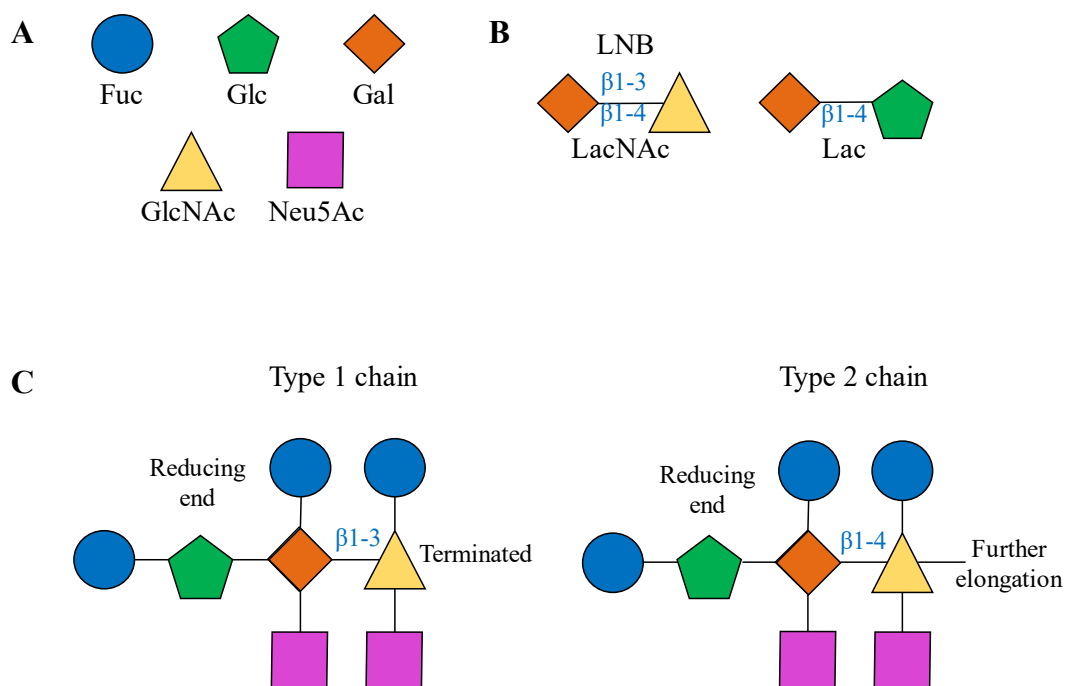 A
Fuc
Glc
Gal
GlcNAc
Neu5Ac
B
LNB
β1-3
β1-4
LacNAc
β1-4
Lac
C
Type 1 chain
Reducing
end
β1-3
Terminated
Type 2 chain
Reducing
end
β1-4
Further
elongation